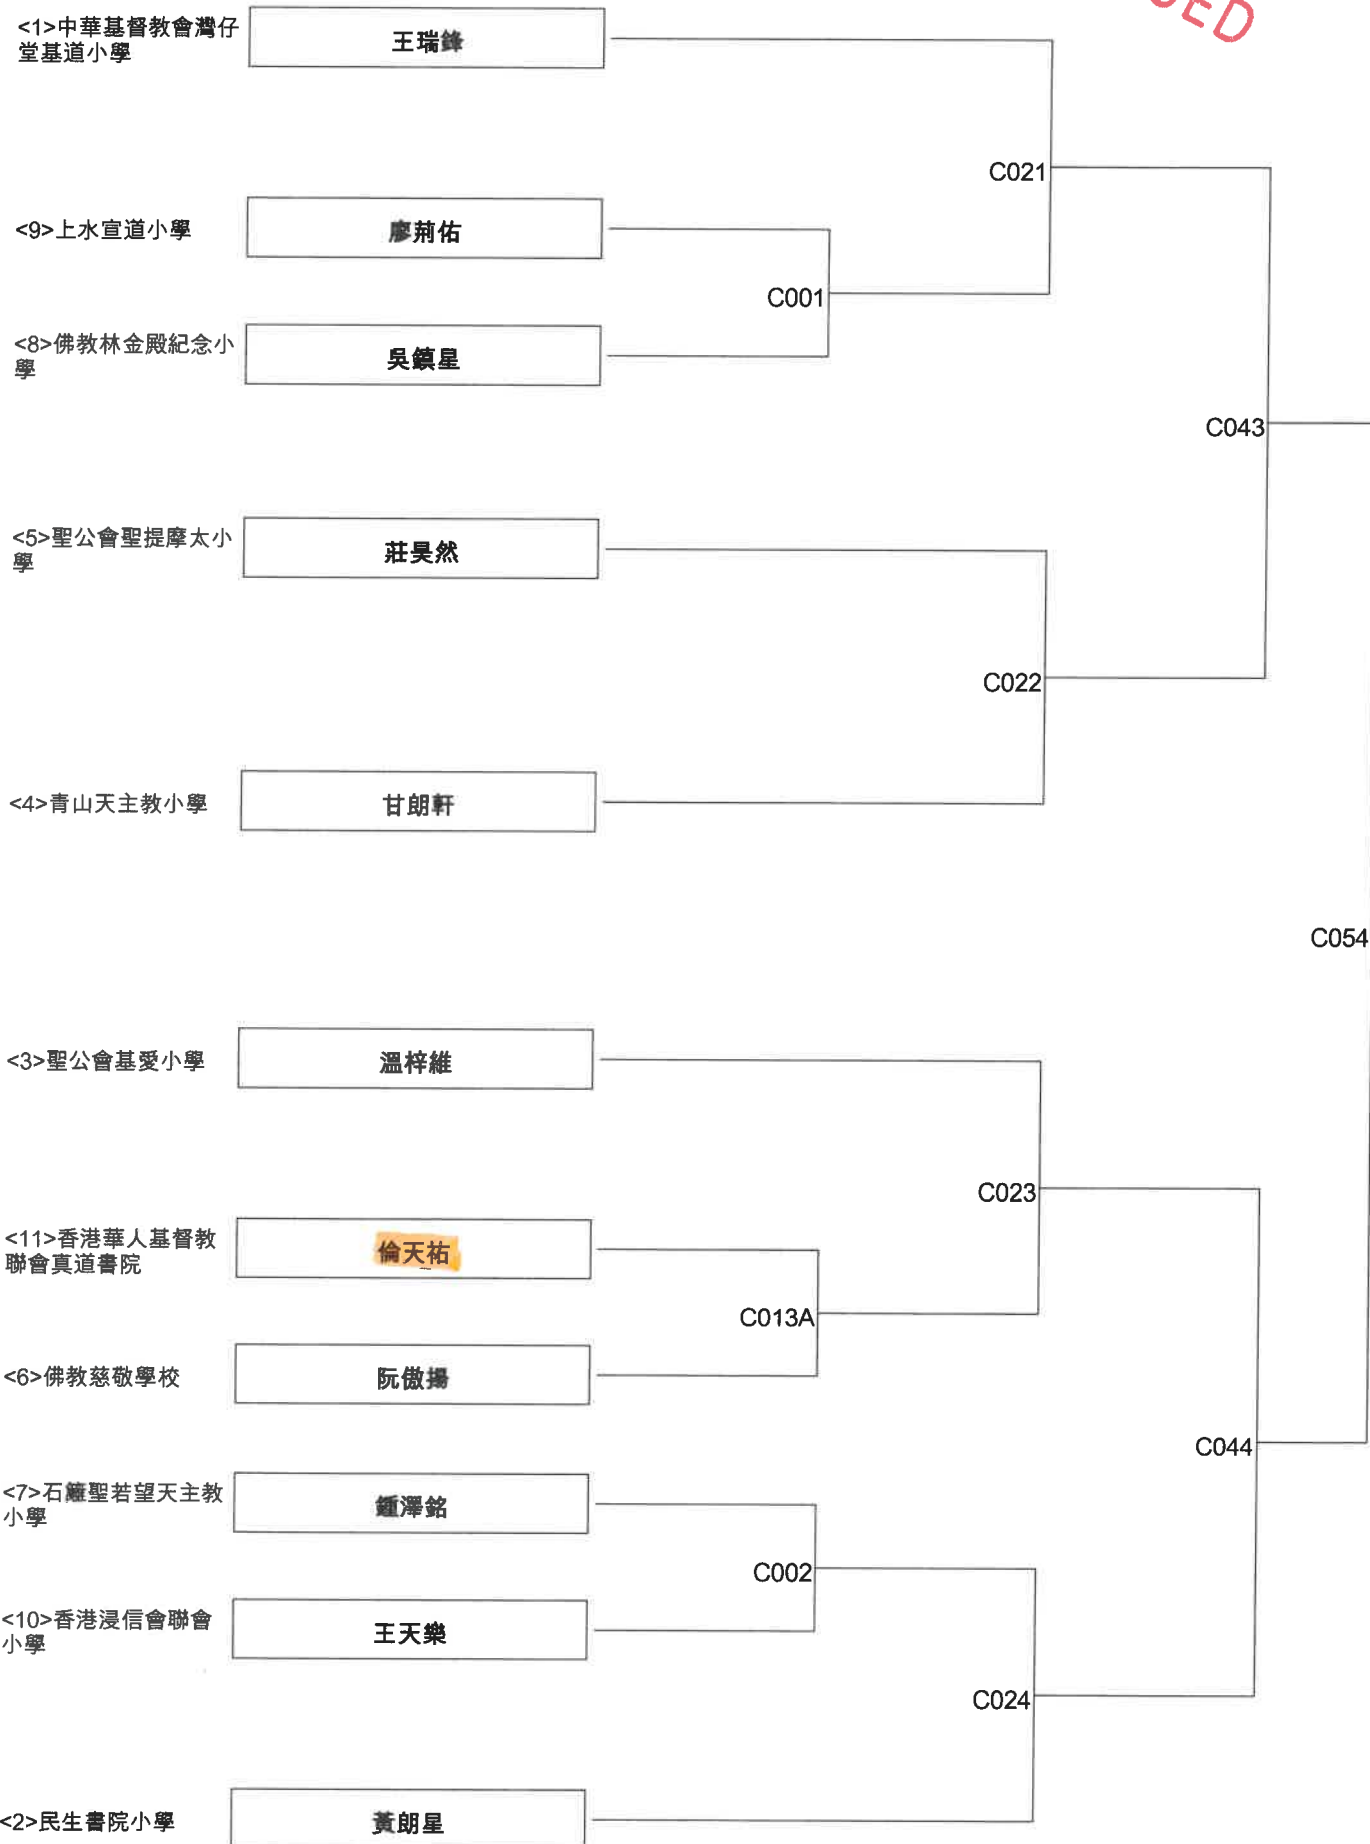 <1>中華基督教會灣仔
堂基道小學
王瑞鋒
C021
<9>上水宣道小學
廖荊佑
C001
<8>佛教林金殿紀念小
學
吳鎮星
C043
<5>聖公會聖提摩太小
學
莊昊然
C022
<4>青山天主教小學
甘朗軒
C054
<3>聖公會基愛小學
溫梓維
C023
<11>香港華人基督教
聯會真道書院
倫天祐
C013A
<6>佛教慈敬學校
阮傲揚
C044
<7>石籬聖若望天主教
小學
鍾澤銘
C002
<10>香港浸信會聯會
小學
王天樂
C024
<2>民生書院小學
黃朗星